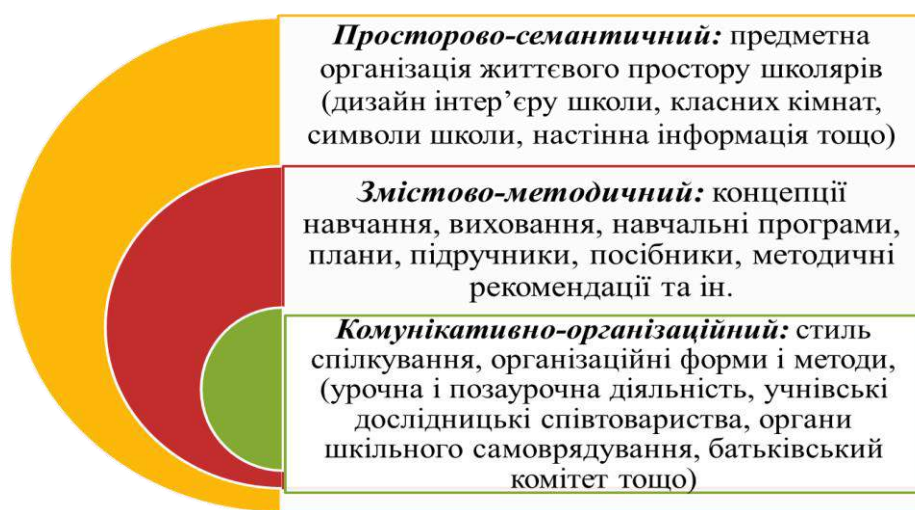 Просторово-семантичний: предметна
організація життєвого простору школярів
(дизайн інтер’єру школи, класних кімнат,
символи школи, настінна інформація тощо)
Змістово-методичний: концепції
навчання, виховання, навчальні програми,
плани, підручники, посібники, методичні
рекомендації та ін.
Комунікативно-організаційний: стиль
спілкування, організаційні форми і методи,
(урочна і позаурочна діяльність, учнівські
дослідницькі співтовариства, органи
шкільного самоврядування, батьківський
комітет тощо)